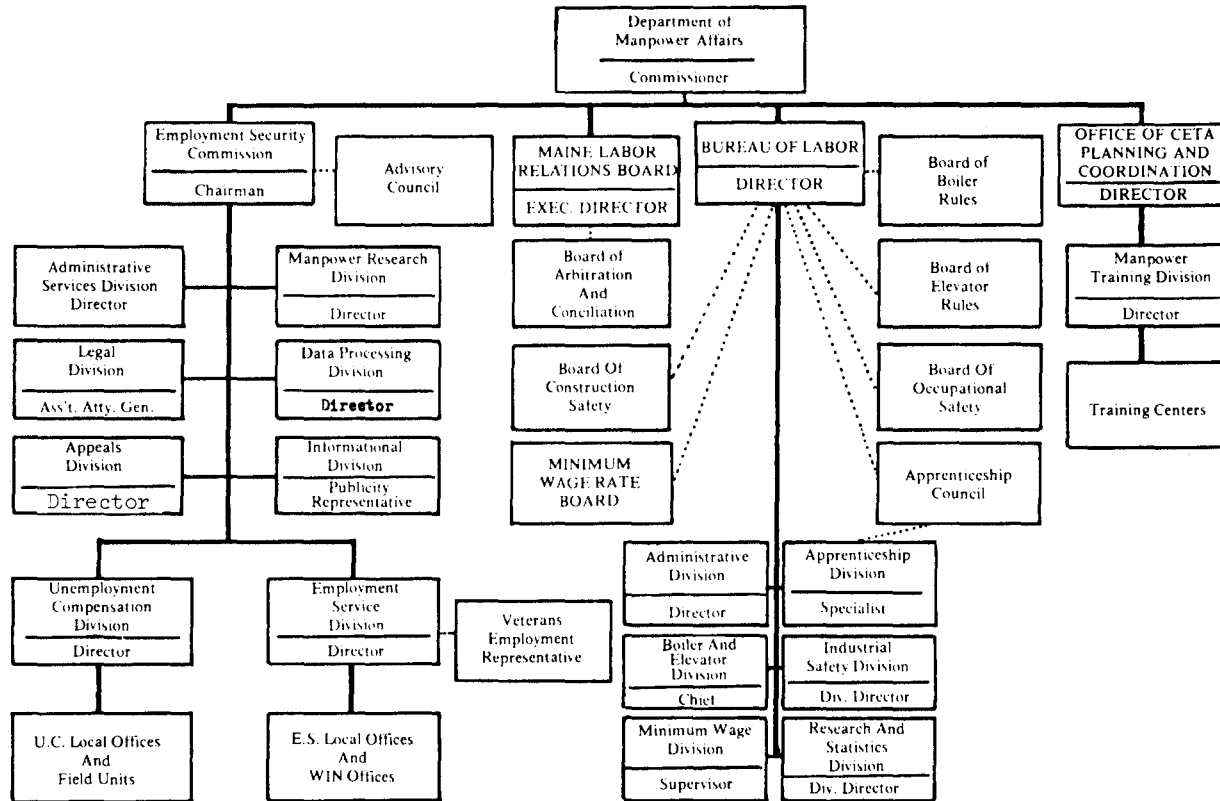 Department of
Manpower Affairs
Commissioner
Employment Security
Commission
Chairman
Advisory
Council
MAINE LABOR
RELATIONS BOARD
EXEC. DIRECTOR
BUREAU OF LABOR
DIRECTOR
Board of
Boiler
Rules
OFFICE OF CETA
PLANNING AND
COORDINATION
DIRECTOR
Administrative
Services Division
Director
Manpower Research
Division
Director
Board of
Arbitration
And
Conciliation
Board of
Elevator
Rules
Manpower
Training Division
Director
Legal
Division
Ass't. Atty. Gen.
Data Processing
Division
Director
Board Of
Construction
Safety
Board Of
Occupational
Safety
Training Centers
Appeals
Division
Director
Informational
Division
Publicity
Representative
MINIMUM
WAGE RATE
BOARD
Apprenticeship
Council
Unemployment
Compensation
Division
Director
Employment
Service
Division
Director
Veterans
Employment
Representative
Administrative
Division
Director
Apprenticeship
Division
Specialist
Boiler And
Elevator
Division
Chief
Industrial
Safety Division
Div. Director
U.C. Local Offices
And
Field Units
E.S. Local Offices
And
WIN Offices
Minimum Wage
Division
Supervisor
Research And
Statistics
Division
Div. Director